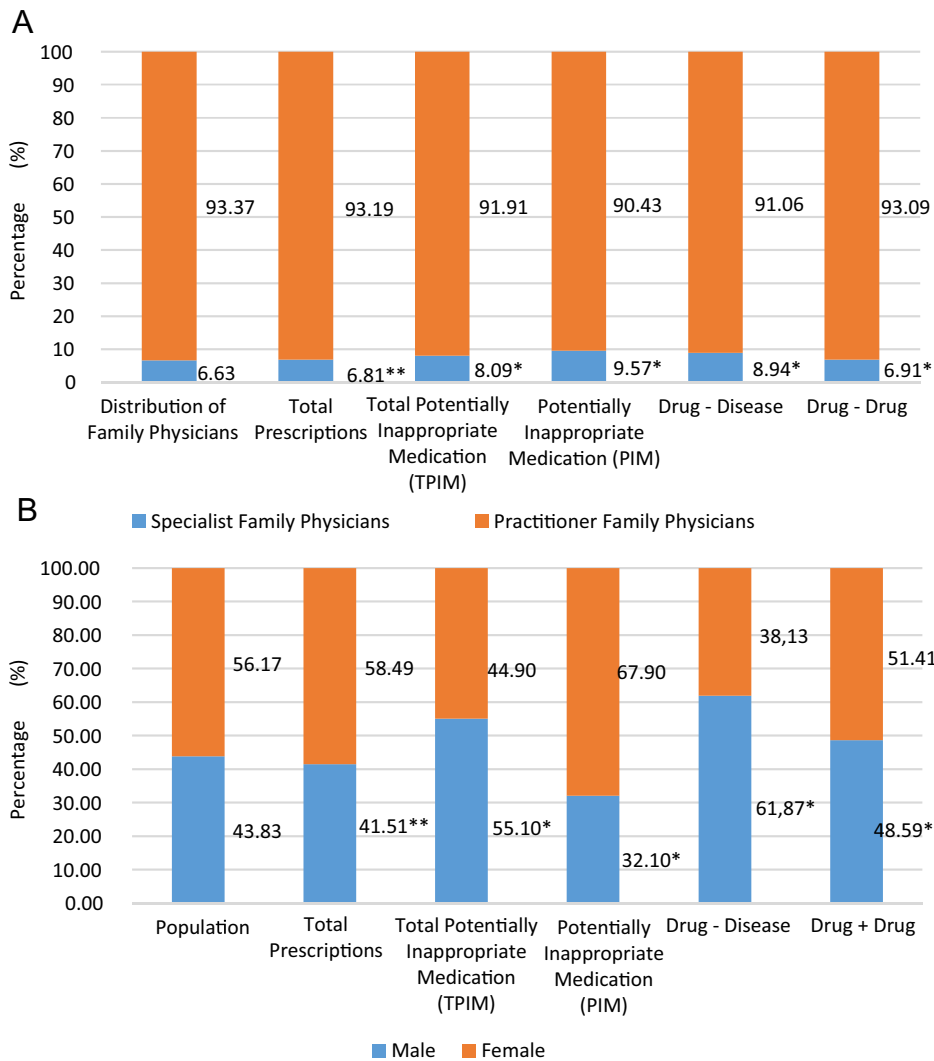 A
100
90
80
70
60
50
40
30
20
10
0
Percentage (%)
93.37
93.19
91.91
90.43
91.06
93.09
6.63
6.81**
8.09*
9.57*
8.94*
6.91*
Distribution of
Family Physicians
Total
Prescriptions
Total Potentially
Inappropriate
Medication
(TPIM)
Potentially
Inappropriate
Medication (PIM)
Drug - Disease
Drug - Drug
Specialist Family Physicians
Practitioner Family Physicians
B
100.00
90.00
80.00
70.00
60.00
50.00
40.00
30.00
20.00
10.00
0.00
Percentage (%)
56.17
58.49
44.90
67.90
38,13
51.41
43.83
41.51**
55.10*
32.10*
61,87*
48.59*
Population
Total
Prescriptions
Total Potentially
Inappropriate
Medication
(TPIM)
Potentially
Inappropriate
Medication
(PIM)
Drug - Disease
Drug + Drug
Male
Female